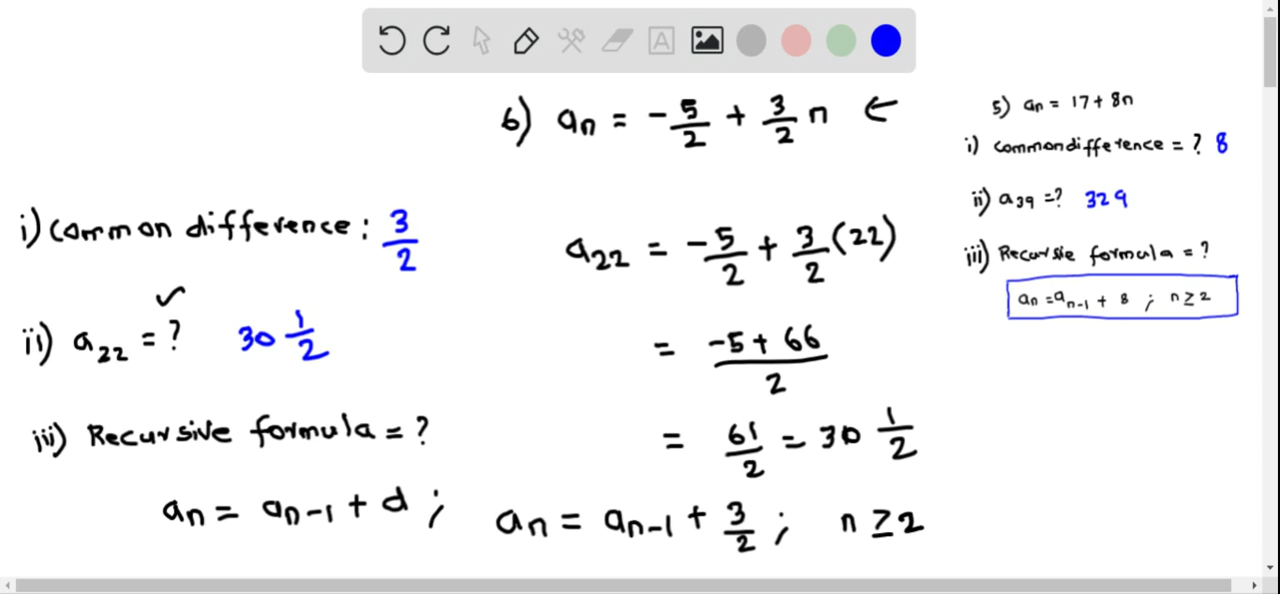 6) aₙ = -5/2 + 3/2 n ←
i) common difference : 3/2
a₂₂ = -5/2 + 3/2 (22)
ii) a₂₂ = ? ✓ 30 1/2
= (-5 + 66)/2
iii) Recursive formula = ?
= 61/2 = 30 1/2
aₙ = aₙ₋₁ + d ;
aₙ = aₙ₋₁ + 3/2 ; n ≥ 2
5) aₙ = 17 + 8n
i) common difference = ? 8
ii) a₃₉ = ? 329
iii) Recursie formula = ?
aₙ = aₙ₋₁ + 8 ; n ≥ 2
A